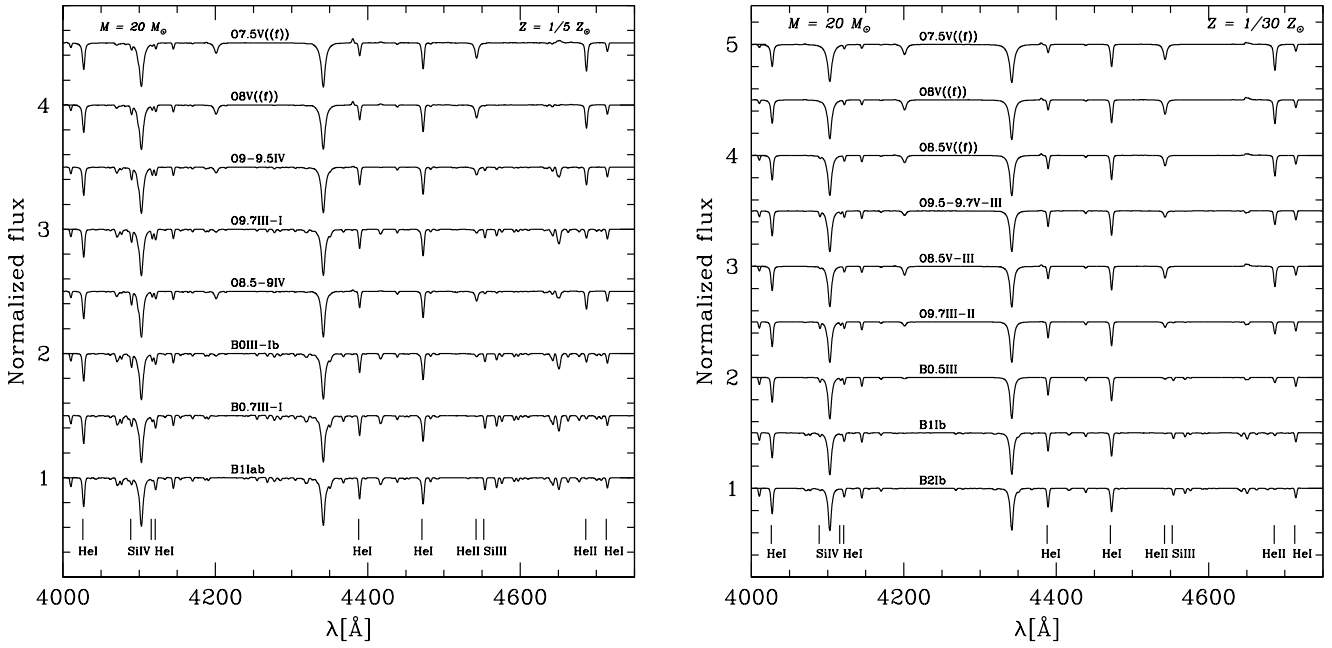 M = 20 M☉
Z = 1/5 Z☉
O7.5V((f))
O8V((f))
O9−9.5IV
O9.7III−I
O8.5−9IV
B0III−Ib
B0.7III−I
B1Iab
HeI
SiIV
HeI
HeI
HeI
HeII
SiIII
HeII
HeI
1
2
3
4
Normalized flux
4000
4200
4400
4600
λ[Å]
M = 20 M☉
Z = 1/30 Z☉
O7.5V((f))
O8V((f))
O8.5V((f))
O9.5−9.7V−III
O8.5V−III
O9.7III−II
B0.5III
B1Ib
B2Ib
HeI
SiIV
HeI
HeI
HeI
HeII
SiIII
HeII
HeI
1
2
3
4
5
Normalized flux
4000
4200
4400
4600
λ[Å]